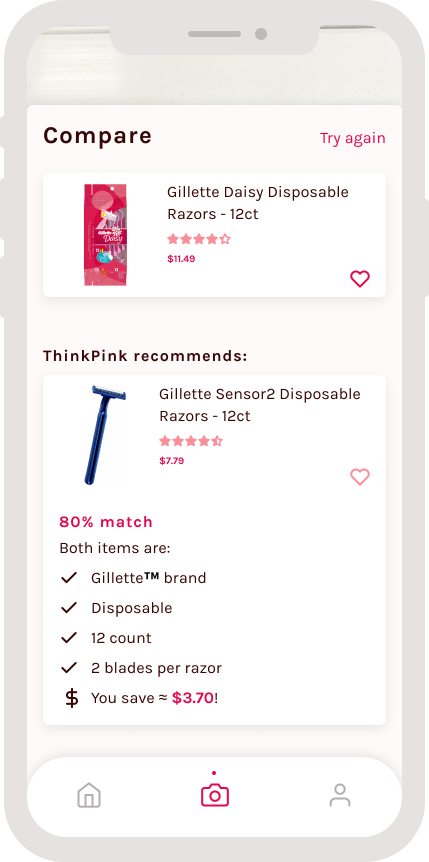 Compare
Try again
Gillette Daisy Disposable
Razors - 12ct
$11.49
Daisy
ThinkPink recommends:
Gillette Sensor2 Disposable
Razors - 12ct
$7.79
80% match
Both items are:
Gillette™ brand
Disposable
12 count
2 blades per razor
$ You save ≈ $3.70!